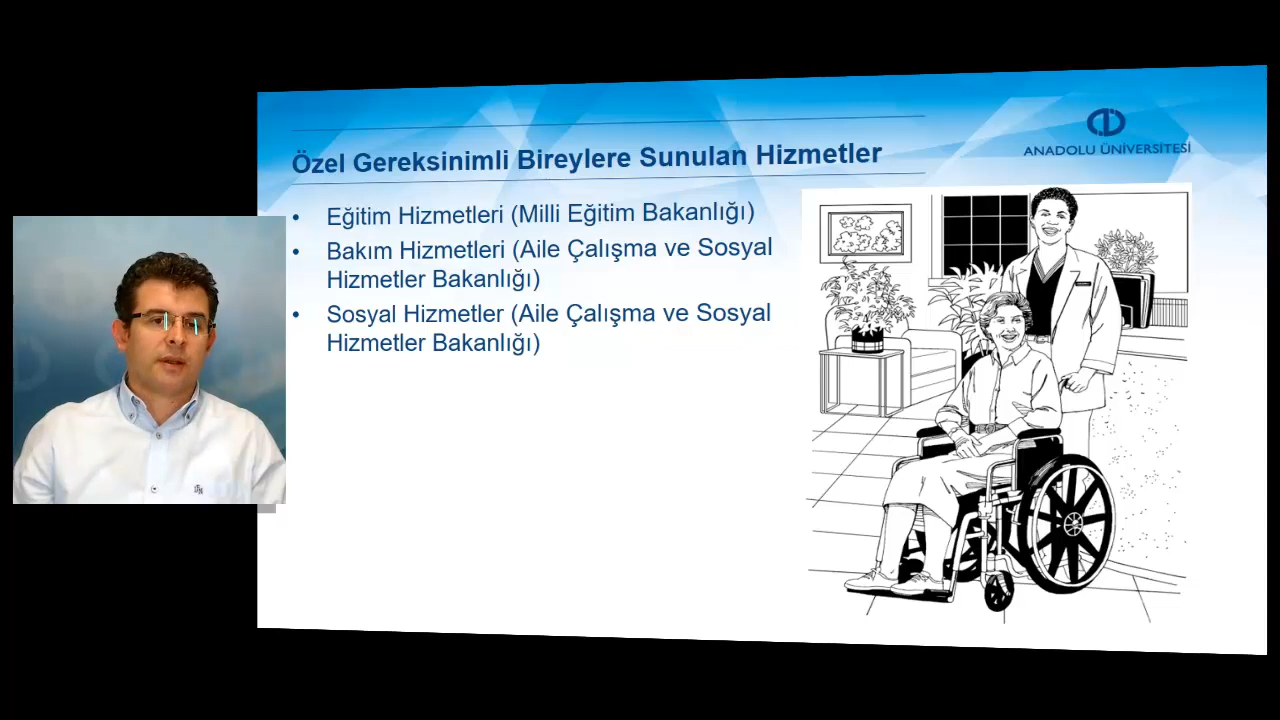 Özel Gereksinimli Bireylere Sunulan Hizmetler
ANADOLU ÜNİVERSİTESİ
• Eğitim Hizmetleri (Milli Eğitim Bakanlığı)
• Bakım Hizmetleri (Aile Çalışma ve Sosyal
Hizmetler Bakanlığı)
• Sosyal Hizmetler (Aile Çalışma ve Sosyal
Hizmetler Bakanlığı)